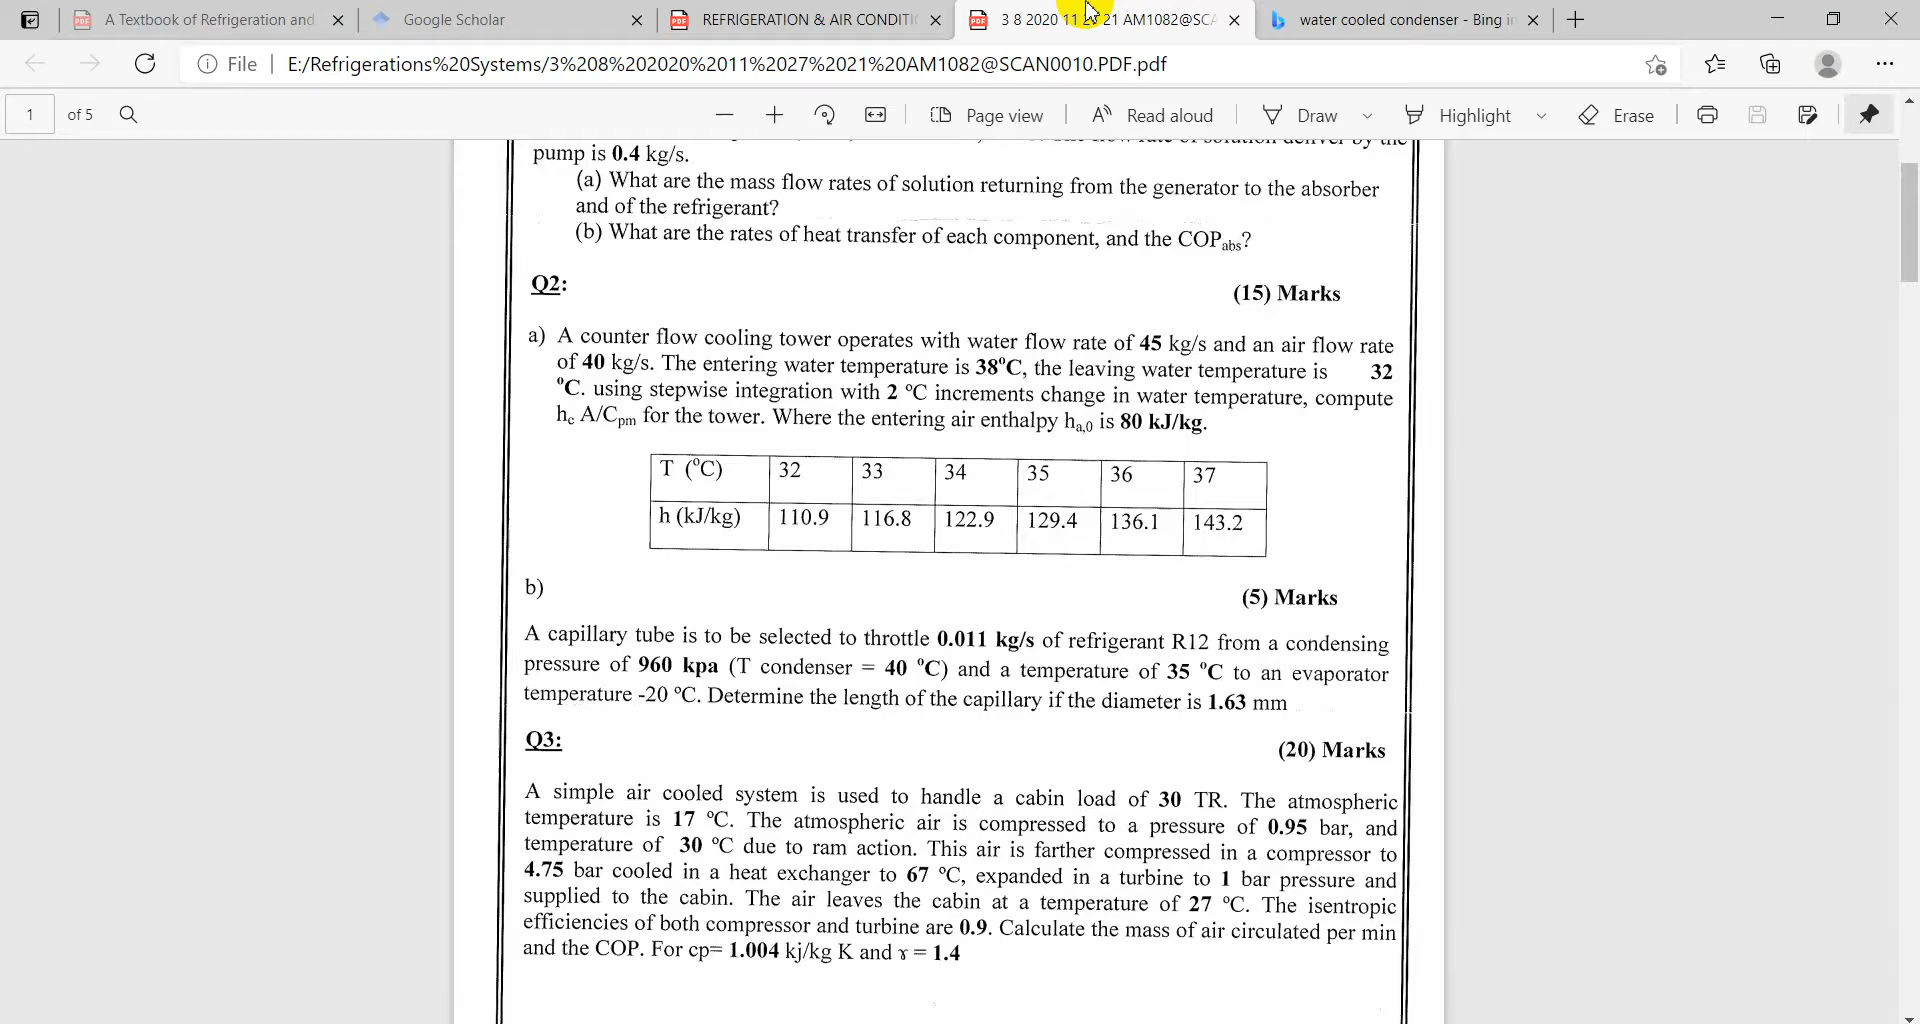 A Textbook of Refrigeration and
Google Scholar
REFRIGERATION & AIR CONDITI
3 8 2020 11 21 AM1082@SCA
water cooled condenser - Bing i
File
E:/Refrigerations%20Systems/3%208%202020%2011%2027%2021%20AM1082@SCAN0010.PDF.pdf
1 of 5
Page view
Read aloud
Draw
Highlight
Erase
pump is 0.4 kg/s.
(a) What are the mass flow rates of solution returning from the generator to the absorber
and of the refrigerant?
(b) What are the rates of heat transfer of each component, and the COPabs?
Q2:
(15) Marks
a) A counter flow cooling tower operates with water flow rate of 45 kg/s and an air flow rate
of 40 kg/s. The entering water temperature is 38°C, the leaving water temperature is 32
°C. using stepwise integration with 2 °C increments change in water temperature, compute
hc A/Cpm for the tower. Where the entering air enthalpy ha,0 is 80 kJ/kg.
T (°C) 32 33 34 35 36 37
h (kJ/kg) 110.9 116.8 122.9 129.4 136.1 143.2
b)
(5) Marks
A capillary tube is to be selected to throttle 0.011 kg/s of refrigerant R12 from a condensing
pressure of 960 kpa (T condenser = 40 °C) and a temperature of 35 °C to an evaporator
temperature -20 °C. Determine the length of the capillary if the diameter is 1.63 mm
Q3:
(20) Marks
A simple air cooled system is used to handle a cabin load of 30 TR. The atmospheric
temperature is 17 °C. The atmospheric air is compressed to a pressure of 0.95 bar, and
temperature of 30 °C due to ram action. This air is farther compressed in a compressor to
4.75 bar cooled in a heat exchanger to 67 °C, expanded in a turbine to 1 bar pressure and
supplied to the cabin. The air leaves the cabin at a temperature of 27 °C. The isentropic
efficiencies of both compressor and turbine are 0.9. Calculate the mass of air circulated per min
and the COP. For cp= 1.004 kj/kg K and ɤ = 1.4